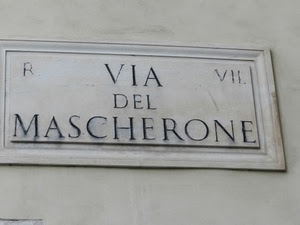 R. VIA VII.
DEL
MASCHERONE